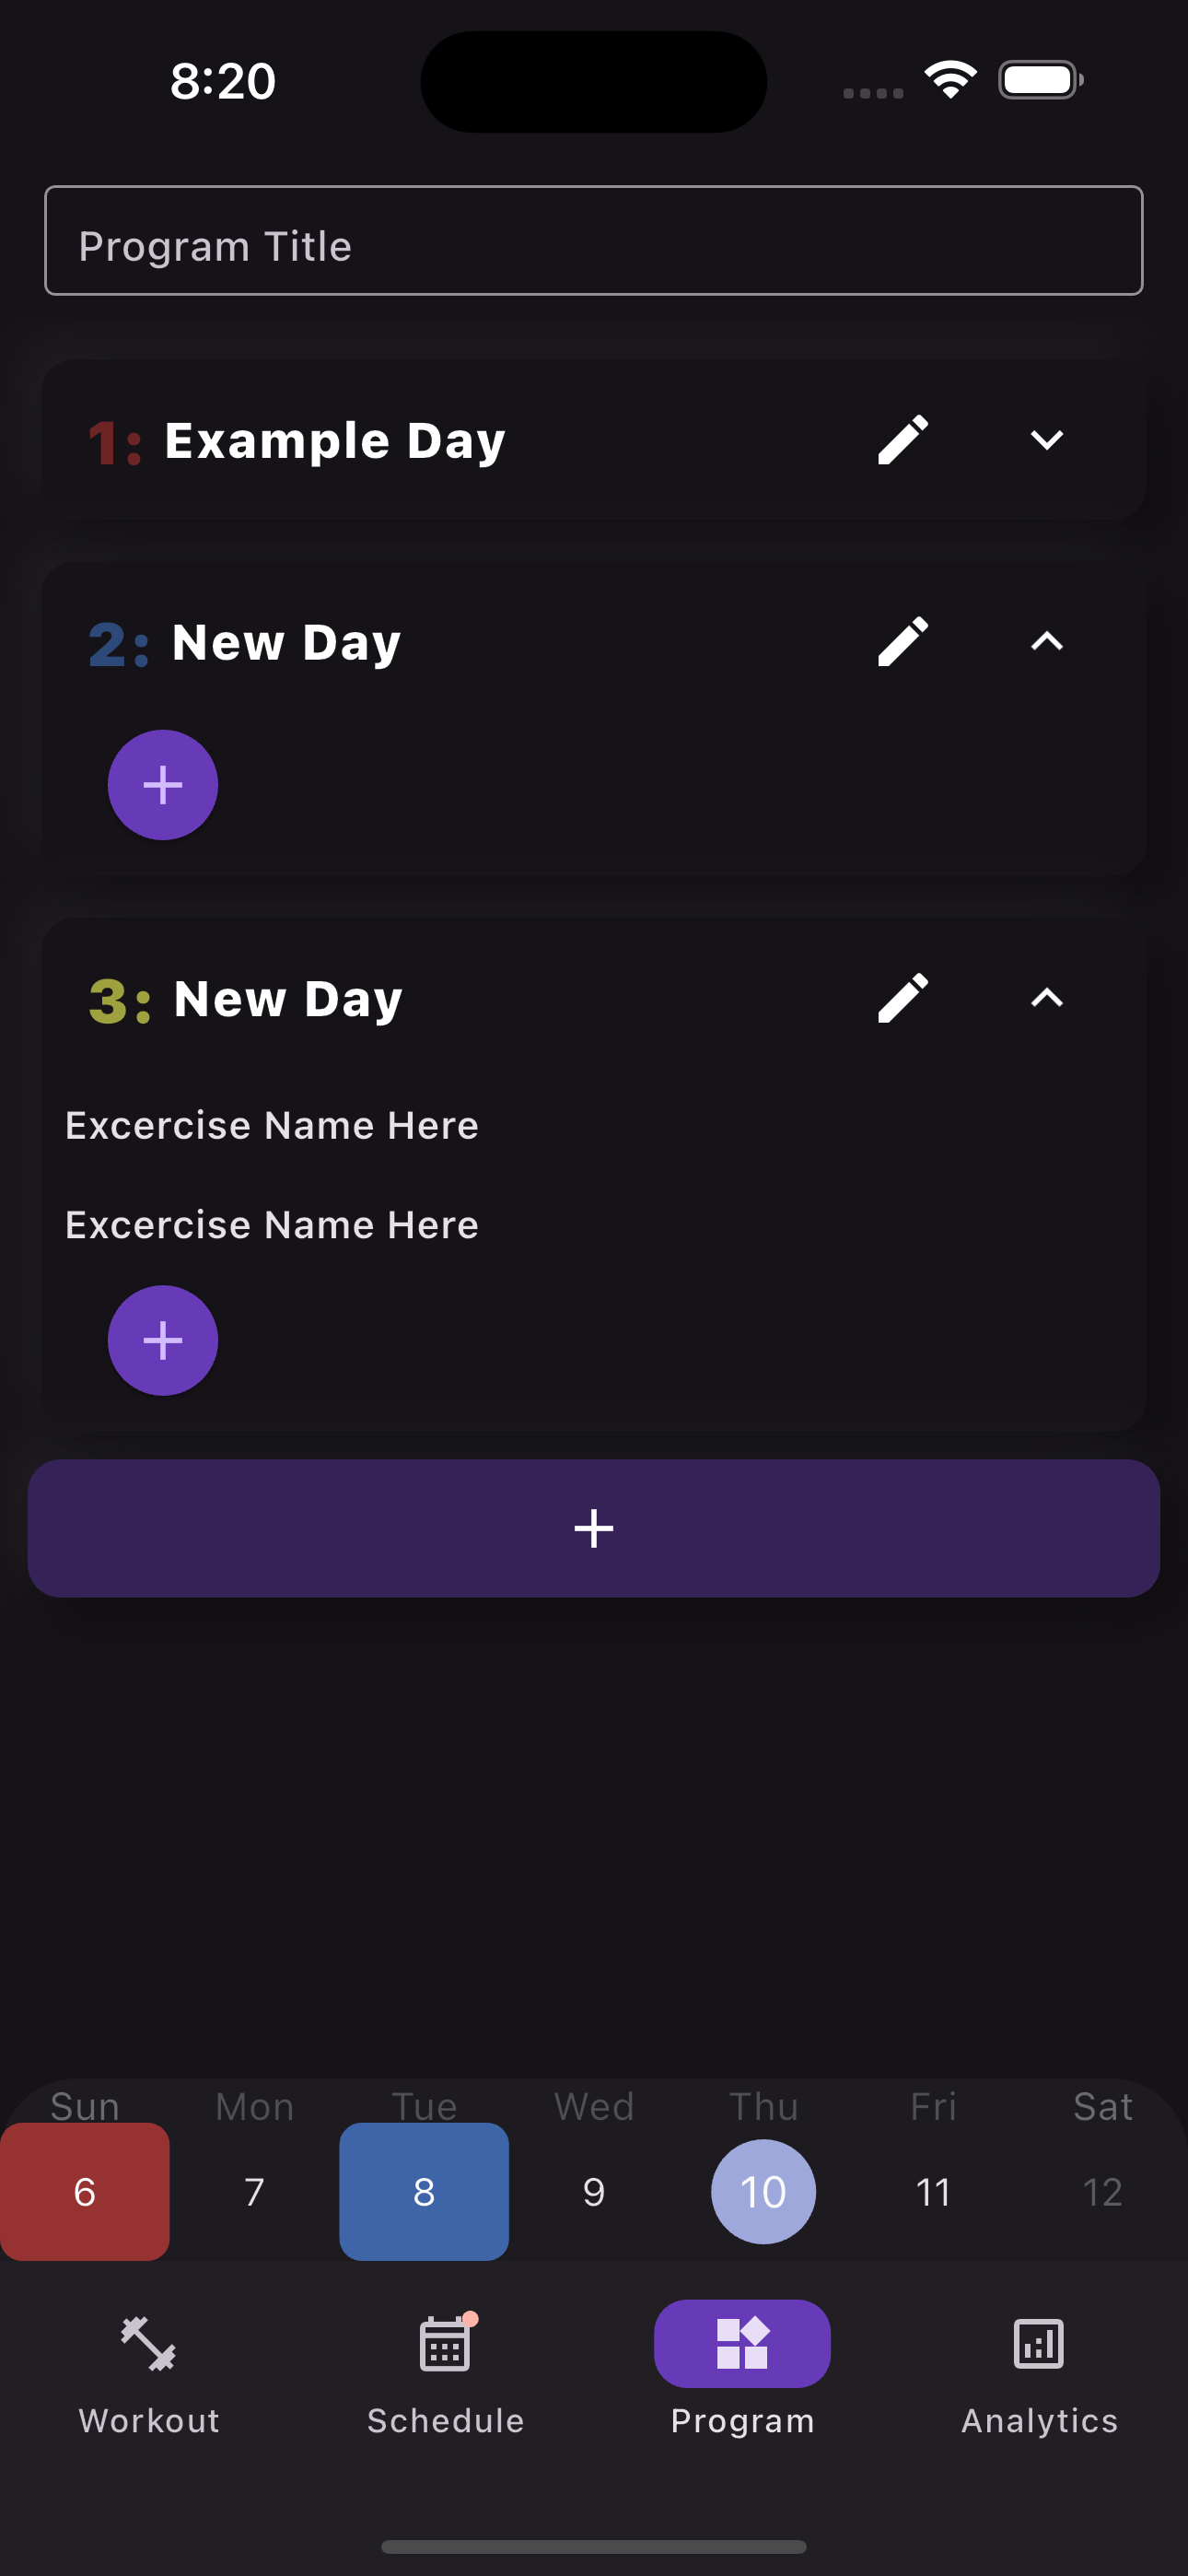 8:20
Program Title
1: Example Day
2: New Day
3: New Day
Excercise Name Here
Excercise Name Here
Sun Mon Tue Wed Thu Fri Sat
6 7 8 9 10 11 12
Workout Schedule Program Analytics